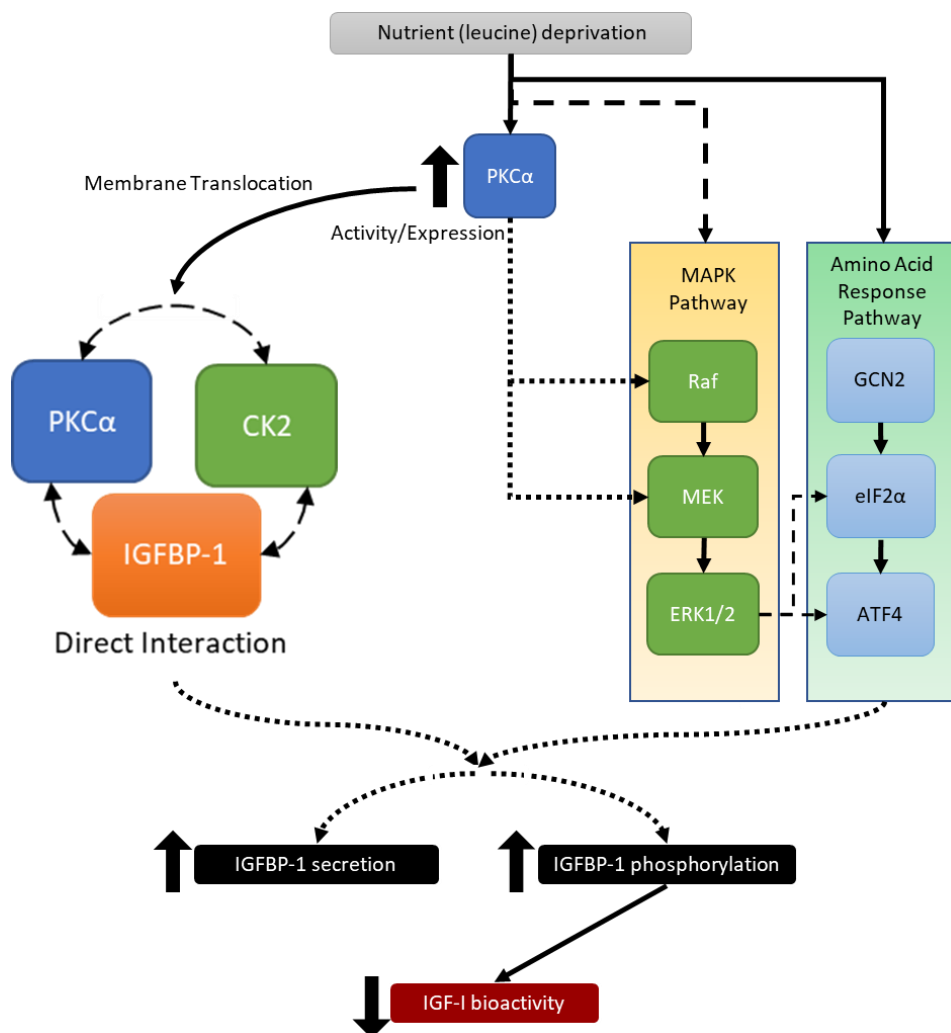 Nutrient (leucine) deprivation
PKCα
Membrane Translocation
Activity/Expression
MAPK
Pathway
Amino Acid
Response
Pathway
Raf
GCN2
PKCα
CK2
MEK
eIF2α
IGFBP-1
ERK1/2
ATF4
Direct Interaction
IGFBP-1 secretion
IGFBP-1 phosphorylation
IGF-I bioactivity